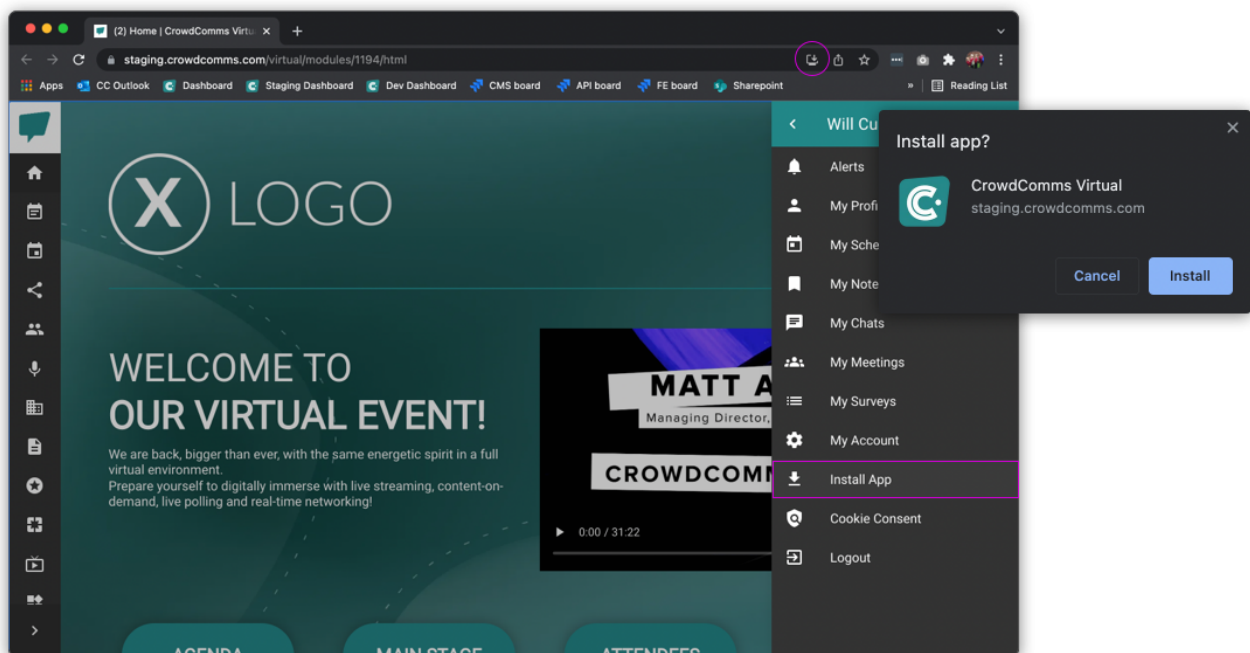 (2) Home | CrowdComms Virtu
staging.crowdcomms.com/virtual/modules/1194/html
Apps CC Outlook Dashboard Staging Dashboard Dev Dashboard CMS board API board FE board Sharepoint » Reading List
X LOGO
WELCOME TO
OUR VIRTUAL EVENT!
We are back, bigger than ever, with the same energetic spirit in a full
virtual environment.
Prepare yourself to digitally immerse with live streaming, content-on-
demand, live polling and real-time networking!
MATT A
Managing Director,
CROWDCOMM
0:00 / 31:22
AGENDA
MAIN STAGE
ATTENDEES
Will Cu
Alerts
My Profi
My Sche
My Note
My Chats
My Meetings
My Surveys
My Account
Install App
Cookie Consent
Logout
Install app?
CrowdComms Virtual
staging.crowdcomms.com
Cancel
Install